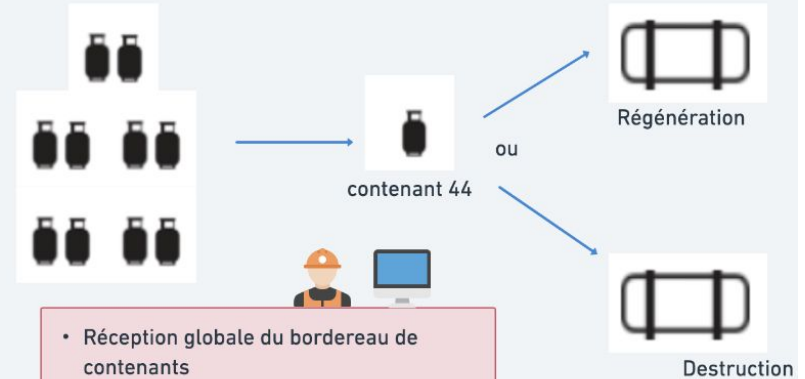 Régénération
ou
contenant 44
• Réception globale du bordereau de
contenants
Destruction